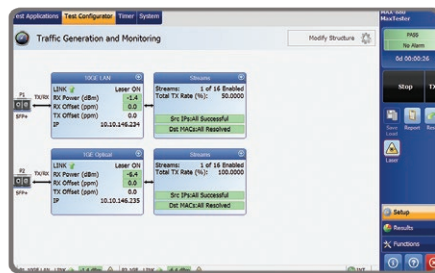 Test Applications Test Configurator Timer System
MaxTester
Traffic Generation and Monitoring
Modify Structure
PASS
No Alarm
0d 00:00:26
10GE LAN
Streams
P1
TX/RX
SFP+
LINK Laser ON
RX Power (dBm) -1.4
RX Offset (ppm) 0.0
TX Offset (ppm) 0.0
IP 10.10.146.234
Streams: 1 of 16 Enabled
Total TX Rate (%): 50.0000
Src IPs:All Successful
Dst MACs:All Resolved
Stop TX
Save
Load
Report
Laser
1GE Optical
Streams
P2
TX/RX
SFP+
LINK Laser ON
RX Power (dBm) -6.4
RX Offset (ppm) 0.0
TX Offset (ppm) 0.0
IP 10.10.146.235
Streams: 1 of 16 Enabled
Total TX Rate (%): 100.0000
Src IPs:All Successful
Dst MACs:All Resolved
Setup
Results
Functions
INT